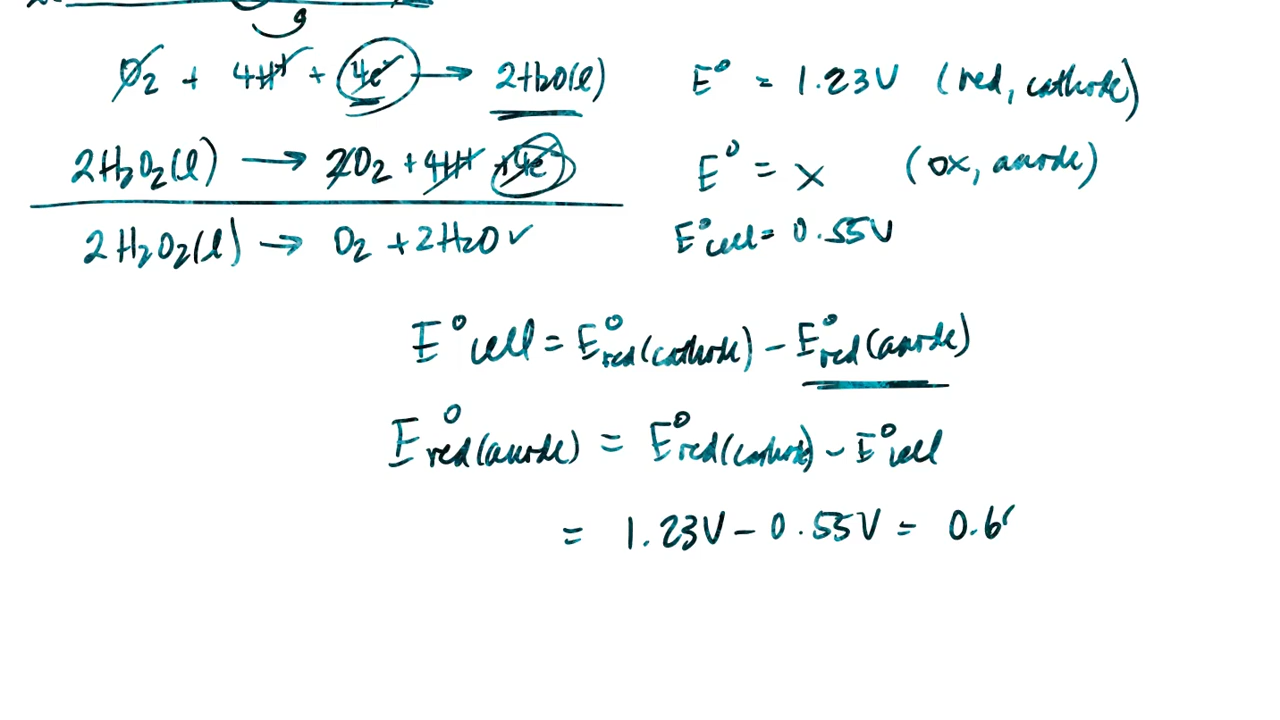 O2 + 4H+ + 4e- → 2H2O(l) E° = 1.23V (red, cathode)
2H2O2(l) → 2O2 + 4H+ + 4e- E° = x (ox, anode)
2H2O2(l) → O2 + 2H2O ✓ E°cell = 0.55V
E°cell = E°red(cathode) - E°red(anode)
E°red(anode) = E°red(cathode) - E°cell
= 1.23V - 0.55V = 0.6